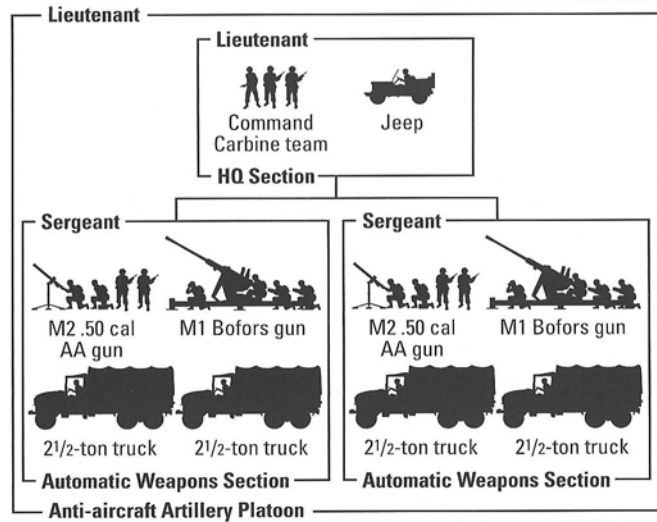 Lieutenant
Lieutenant
Command
Carbine team
Jeep
HQ Section
Sergeant
M2 .50 cal
AA gun
M1 Bofors gun
2½-ton truck
2½-ton truck
Automatic Weapons Section
Sergeant
M2 .50 cal
AA gun
M1 Bofors gun
2½-ton truck
2½-ton truck
Automatic Weapons Section
Anti-aircraft Artillery Platoon